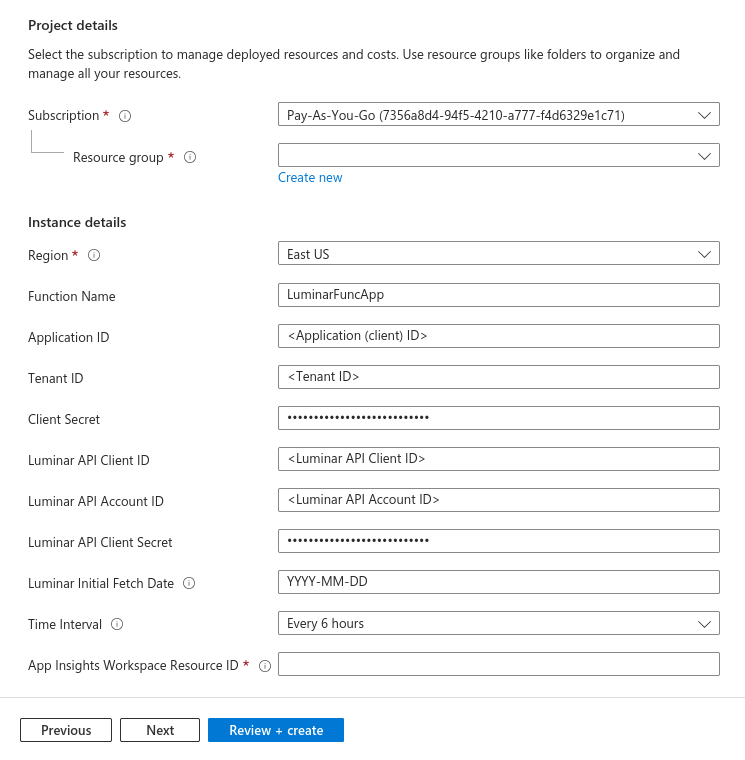 Project details
Select the subscription to manage deployed resources and costs. Use resource groups like folders to organize and
manage all your resources.
Subscription * Pay-As-You-Go (7356a8d4-94f5-4210-a777-f4d6329e1c71)
Resource group *
Create new
Instance details
Region * East US
Function Name LuminarFuncApp
Application ID <Application (client) ID>
Tenant ID <Tenant ID>
Client Secret •••••••••••••••••••••••••••
Luminar API Client ID <Luminar API Client ID>
Luminar API Account ID <Luminar API Account ID>
Luminar API Client Secret •••••••••••••••••••••••••••
Luminar Initial Fetch Date YYYY-MM-DD
Time Interval Every 6 hours
App Insights Workspace Resource ID *
Previous Next Review + create